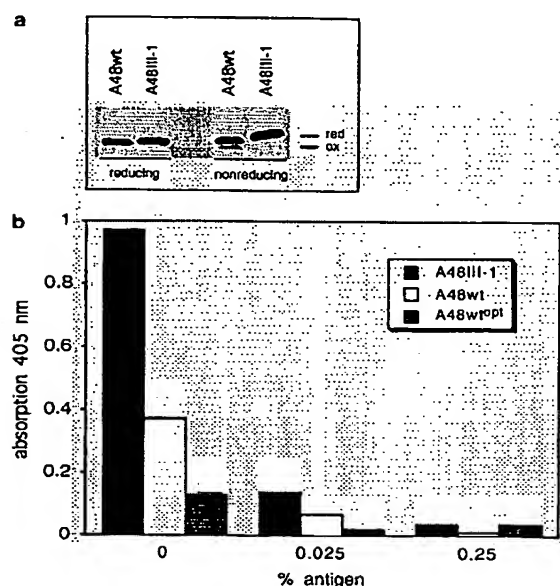 a
A48wt
A48III-1
A48wt
A48III-1
red
ox
reducing
nonreducing
b
1
0.8
0.6
0.4
0.2
0
absorption 405 nm
A48III-1
A48wt
A48wtopt
0
0.025
0.25
% antigen